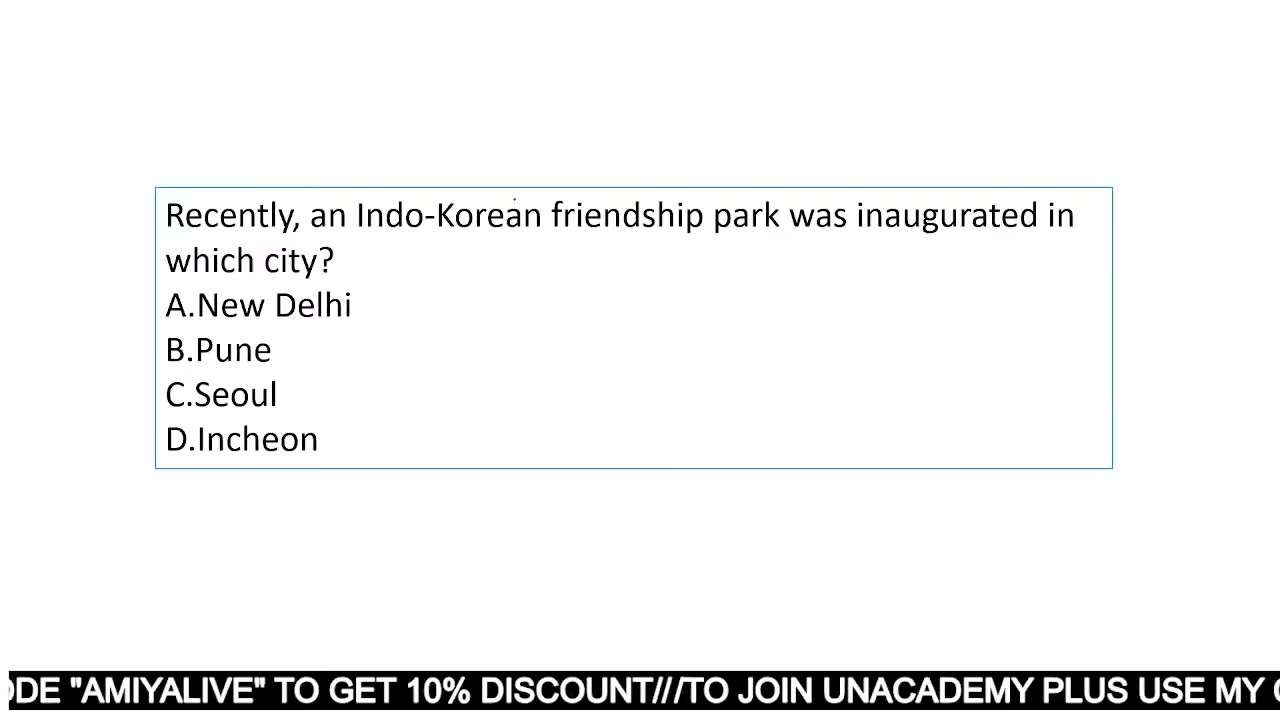 Recently, an Indo-Korean friendship park was inaugurated in
which city?
A.New Delhi
B.Pune
C.Seoul
D.Incheon
ODE "AMIYALIVE" TO GET 10% DISCOUNT///TO JOIN UNACADEMY PLUS USE MY